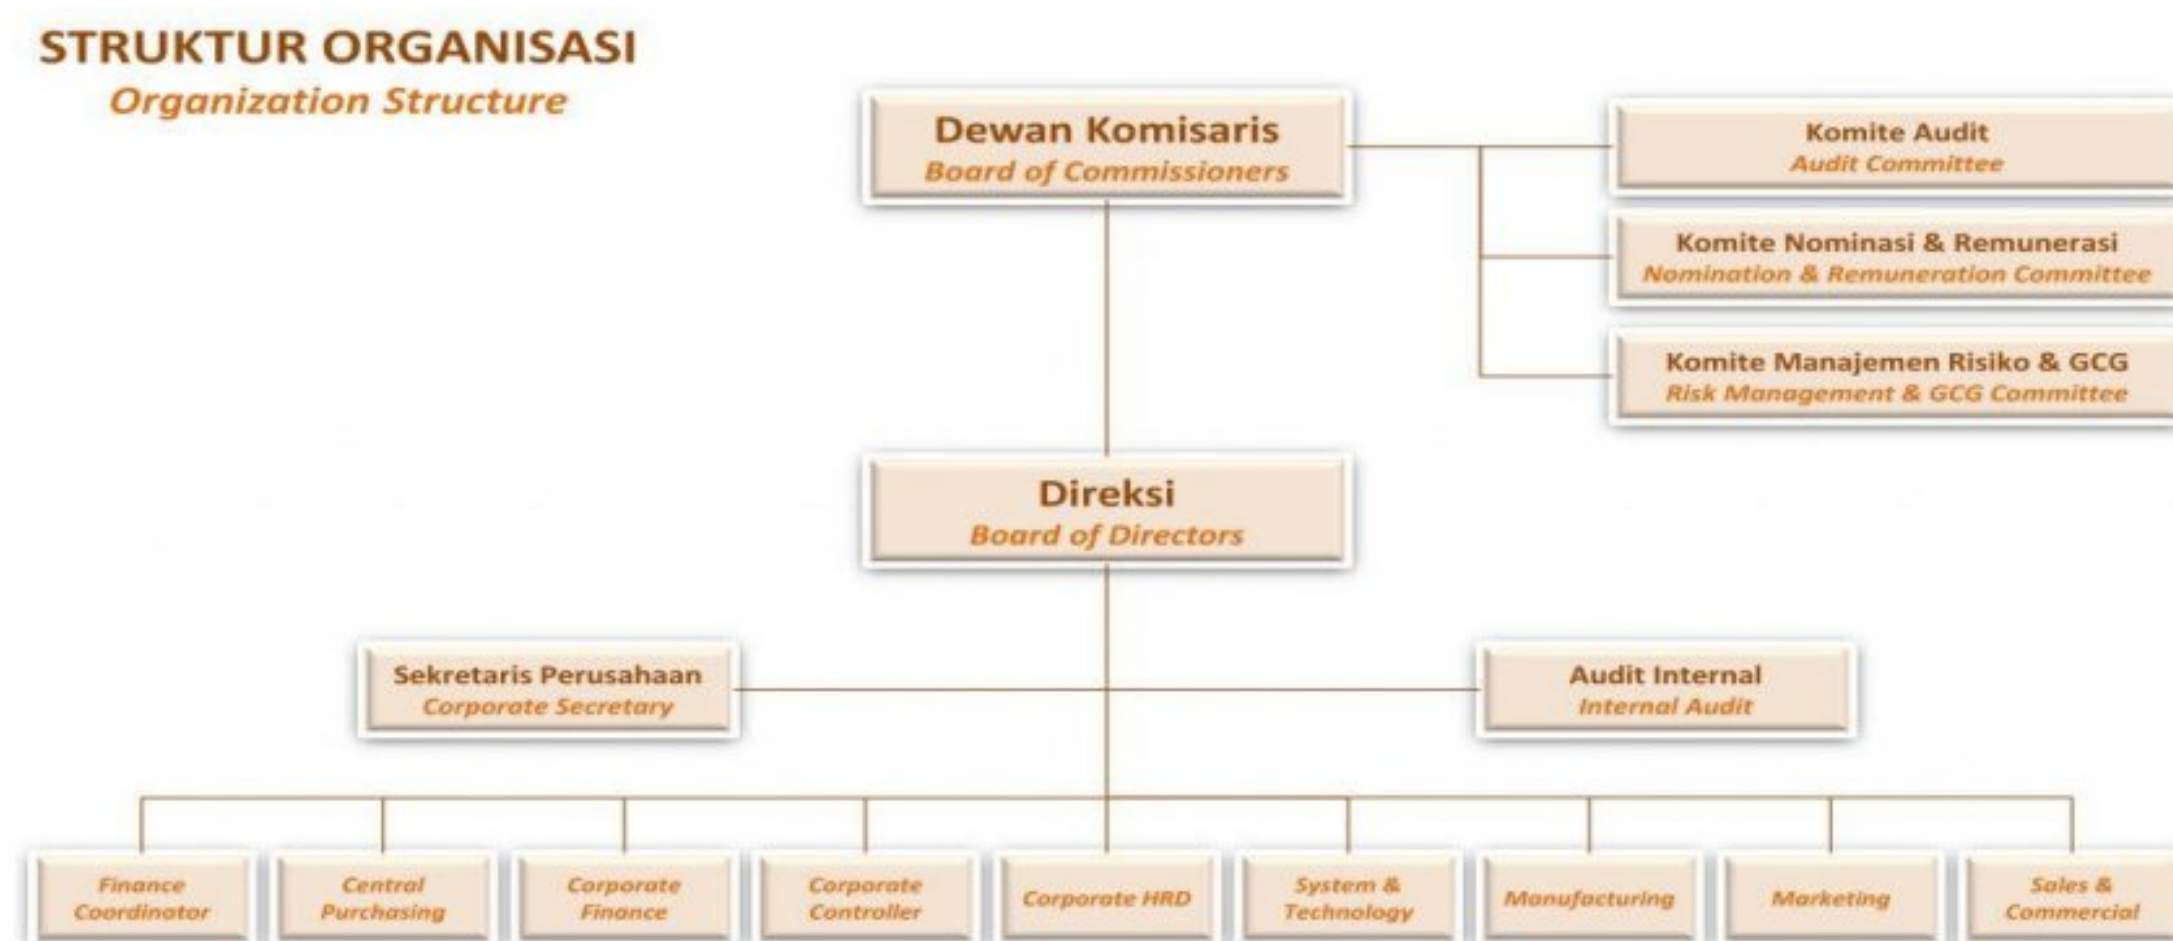 STRUKTUR ORGANISASI
Organization Structure
Dewan Komisaris
Board of Commissioners
Komite Audit
Audit Committee
Komite Nominasi & Remunerasi
Nomination & Remuneration Committee
Komite Manajemen Risiko & GCG
Risk Management & GCG Committee
Direksi
Board of Directors
Sekretaris Perusahaan
Corporate Secretary
Audit Internal
Internal Audit
Finance
Coordinator
Central
Purchasing
Corporate
Finance
Corporate
Controller
Corporate HRD
System &
Technology
Manufacturing
Marketing
Sales &
Commercial